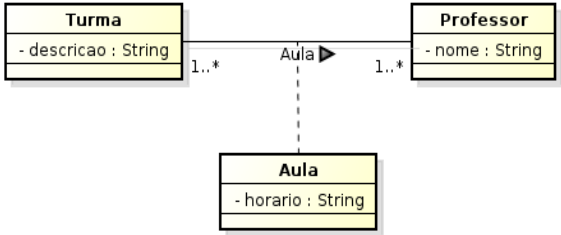 Turma
- descricao : String
Professor
- nome : String
Aula
1..*
1..*
Aula
- horario : String